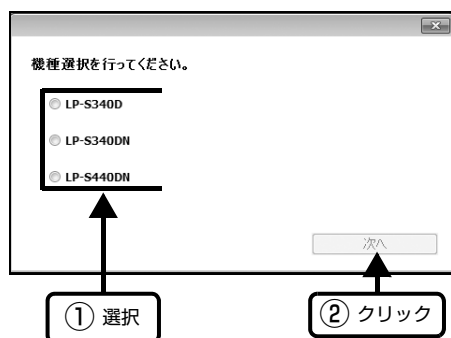 機種選択を行ってください。
LP-S340D
LP-S340DN
LP-S440DN
次へ
① 選択
② クリック